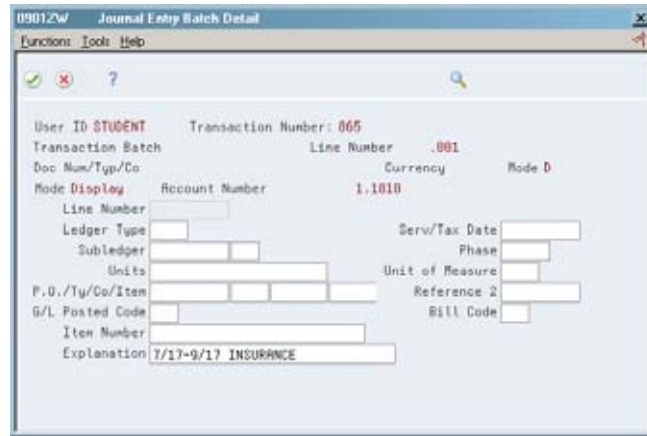 0901ZW Journal Entry Batch Detail
Functions Tools Help
?
User ID STUDENT Transaction Number: 865
Transaction Batch Line Number .001
Doc Num/Typ/Co Currency Mode D
Mode Display Account Number 1.1810
Line Number
Ledger Type Serv/Tax Date
Subledger Phase
Units Unit of Measure
P.O./Ty/Co/Item Reference 2
G/L Posted Code Bill Code
Item Number
Explanation 7/17-9/17 INSURANCE